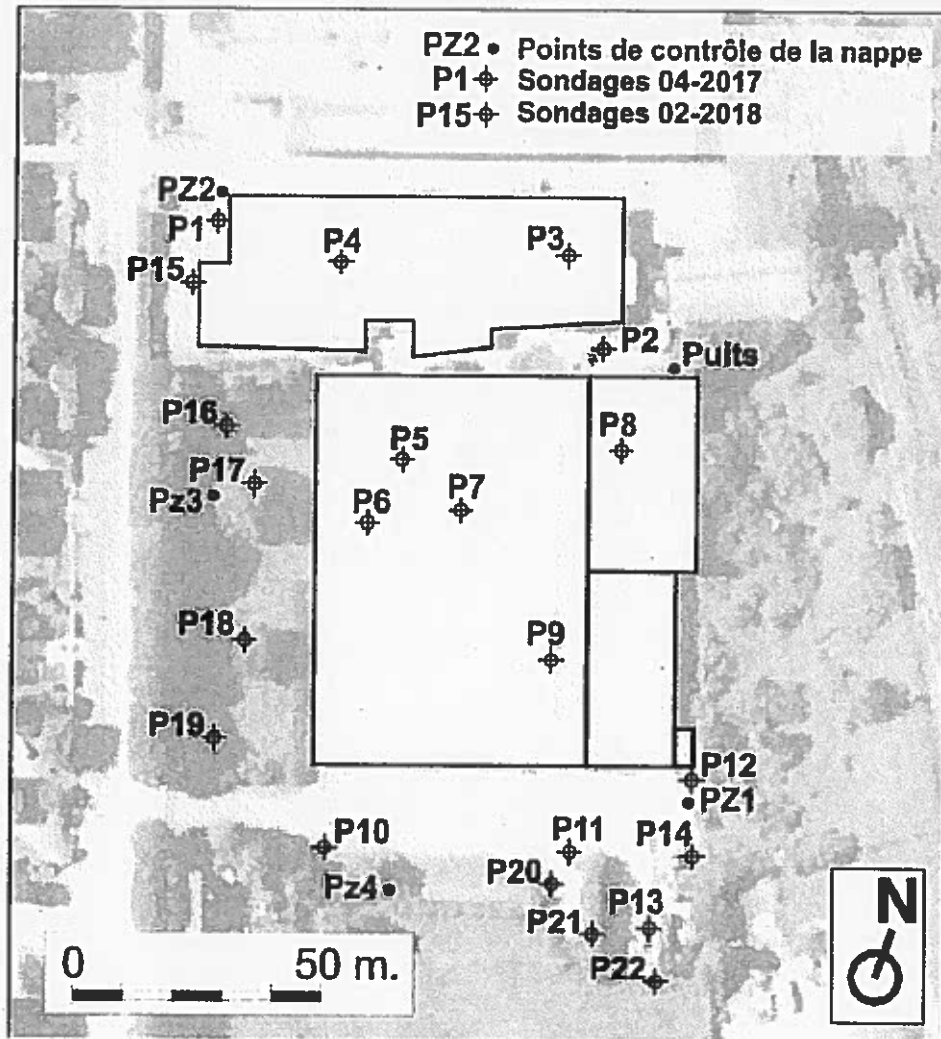 PZ2 • Points de contrôle de la nappe
P1 Sondages 04-2017
P15 Sondages 02-2018
PZ2
P1
P4
P3
P15
P2
Puits
P16
P5
P8
P17
Pz3
P6
P7
P18
P9
P19
P12
PZ1
P10
P11
P14
Pz4
P20
P13
P21
P22
0 50 m.
N